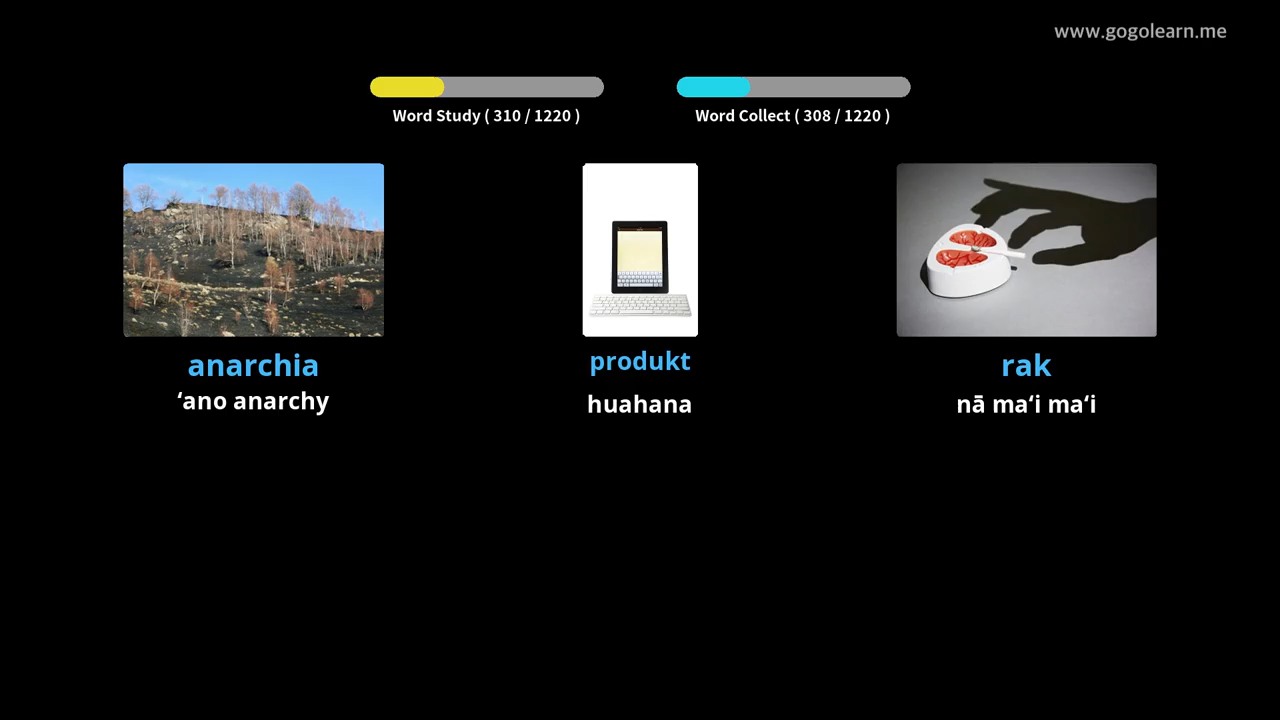 www.gogolearn.me
Word Study ( 310 / 1220 )
Word Collect ( 308 / 1220 )
anarchia
ʻano anarchy
produkt
huahana
rak
nā maʻi maʻi